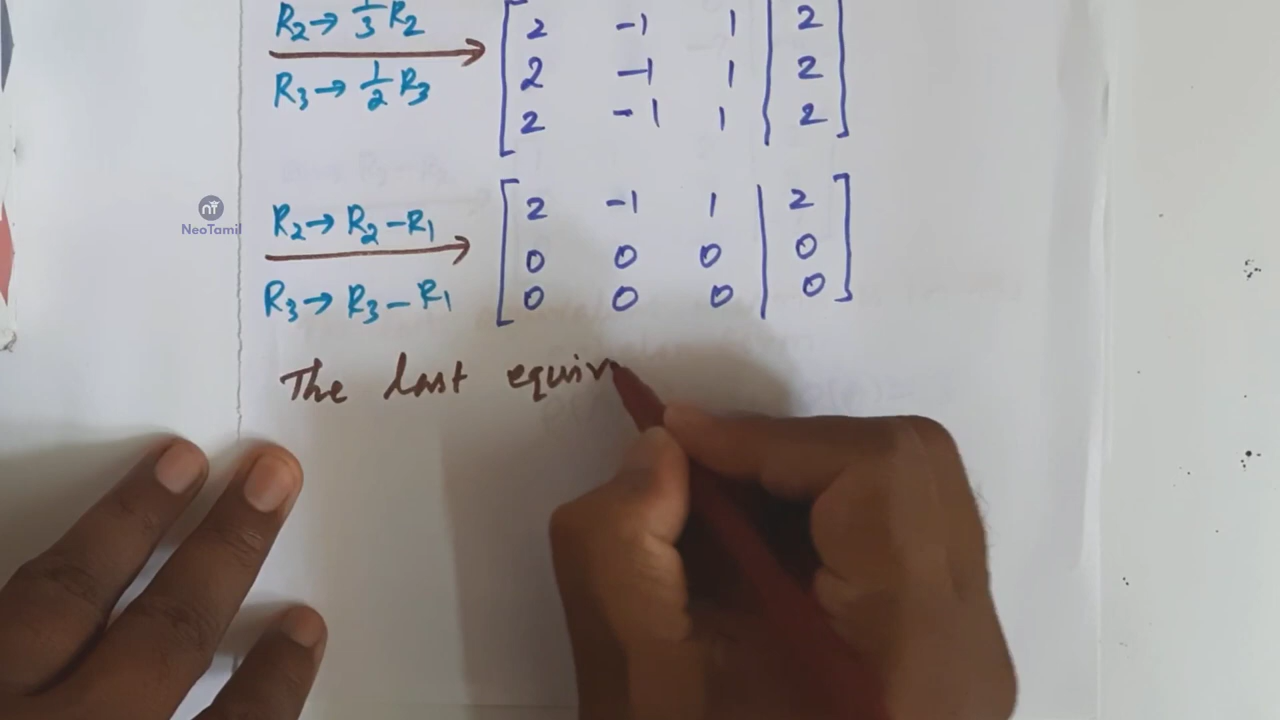 R₂→ 1/3 R₂
R₃→ 1/2 R₃
2 -1 1 | 2
2 -1 1 | 2
2 -1 1 | 2
NT
NeoTamil
R₂→ R₂-R₁
R₃→ R₃-R₁
2 -1 1 | 2
0 0 0 | 0
0 0 0 | 0
The last equiv